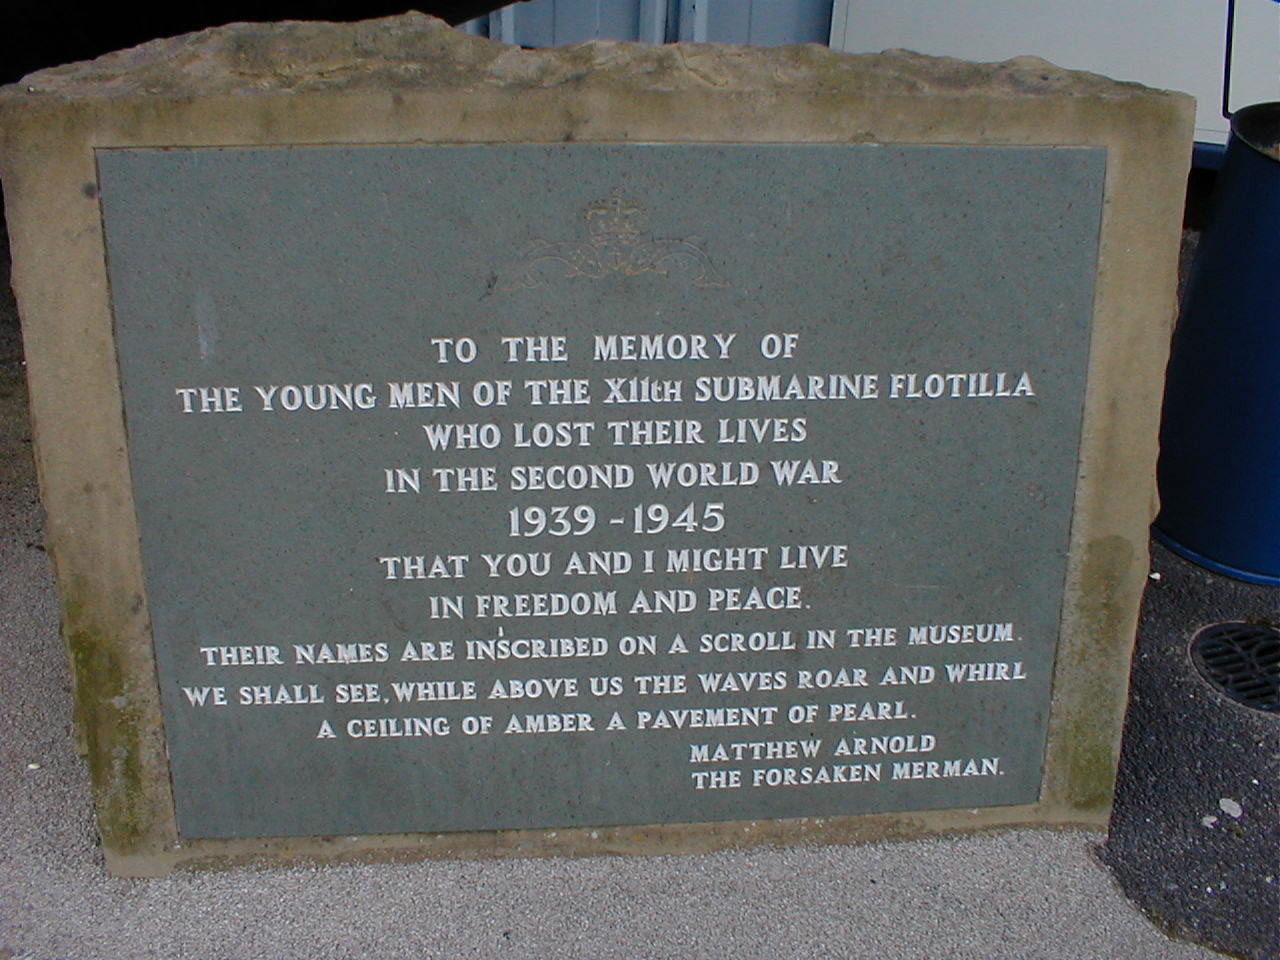 TO THE MEMORY OF
THE YOUNG MEN OF THE X11th SUBMARINE FLOTILLA
WHO LOST THEIR LIVES
IN THE SECOND WORLD WAR
1939 - 1945
THAT YOU AND I MIGHT LIVE
IN FREEDOM AND PEACE.
THEIR NAMES ARE INSCRIBED ON A SCROLL IN THE MUSEUM.
WE SHALL SEE, WHILE ABOVE US THE WAVES ROAR AND WHIRL
A CEILING OF AMBER A PAVEMENT OF PEARL.
MATTHEW ARNOLD
THE FORSAKEN MERMAN.